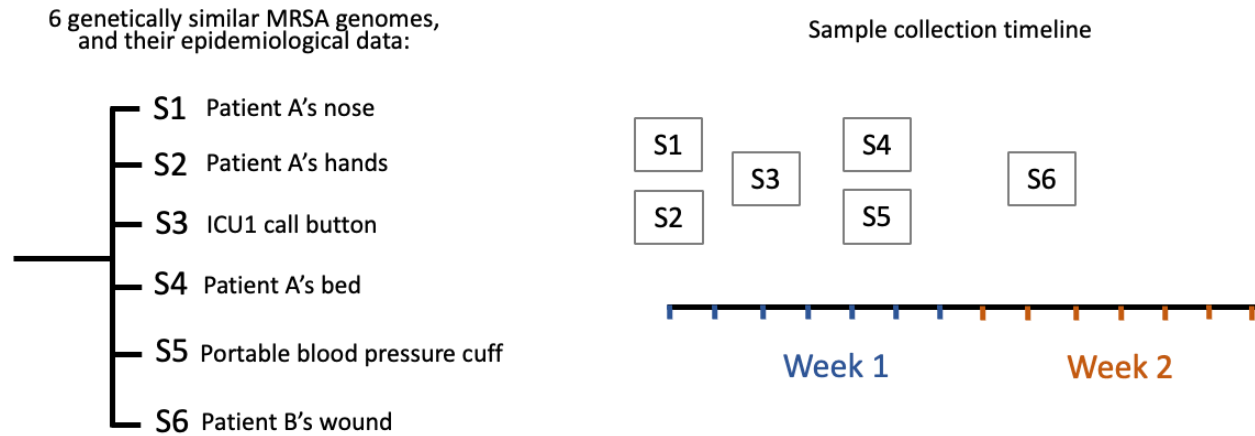 6 genetically similar MRSA genomes,
and their epidemiological data:
S1 Patient A's nose
S2 Patient A's hands
S3 ICU1 call button
S4 Patient A's bed
S5 Portable blood pressure cuff
S6 Patient B's wound
Sample collection timeline
S1
S2
S3
S4
S5
S6
Week 1
Week 2